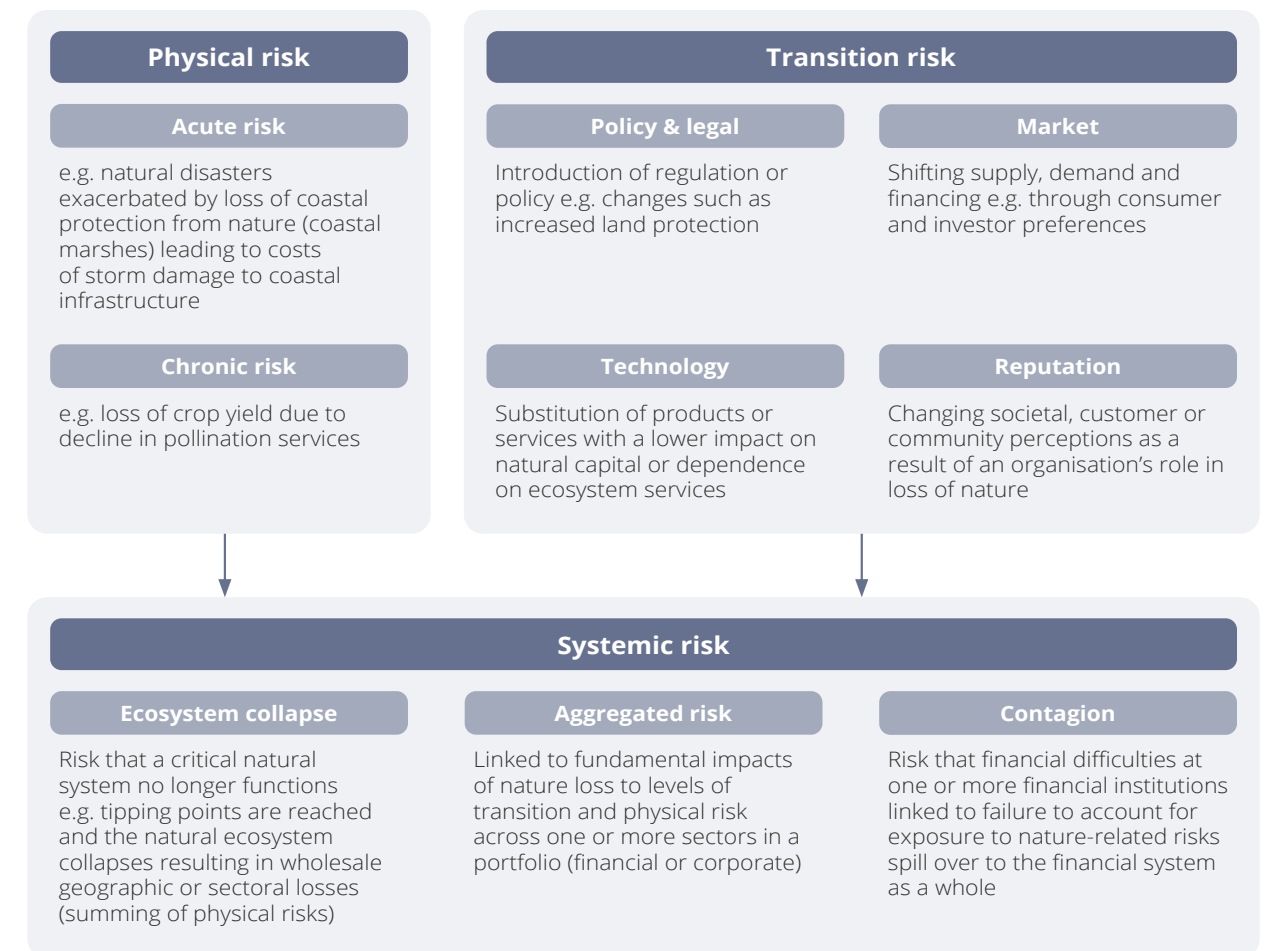 Physical risk
Acute risk
e.g. natural disasters
exacerbated by loss of coastal
protection from nature (coastal
marshes) leading to costs
of storm damage to coastal
infrastructure
Chronic risk
e.g. loss of crop yield due to
decline in pollination services
Transition risk
Policy & legal
Introduction of regulation or
policy e.g. changes such as
increased land protection
Market
Shifting supply, demand and
financing e.g. through consumer
and investor preferences
Technology
Substitution of products or
services with a lower impact on
natural capital or dependence
on ecosystem services
Reputation
Changing societal, customer or
community perceptions as a
result of an organisation’s role in
loss of nature
Systemic risk
Ecosystem collapse
Risk that a critical natural
system no longer functions
e.g. tipping points are reached
and the natural ecosystem
collapses resulting in wholesale
geographic or sectoral losses
(summing of physical risks)
Aggregated risk
Linked to fundamental impacts
of nature loss to levels of
transition and physical risk
across one or more sectors in a
portfolio (financial or corporate)
Contagion
Risk that financial difficulties at
one or more financial institutions
linked to failure to account for
exposure to nature-related risks
spill over to the financial system
as a whole